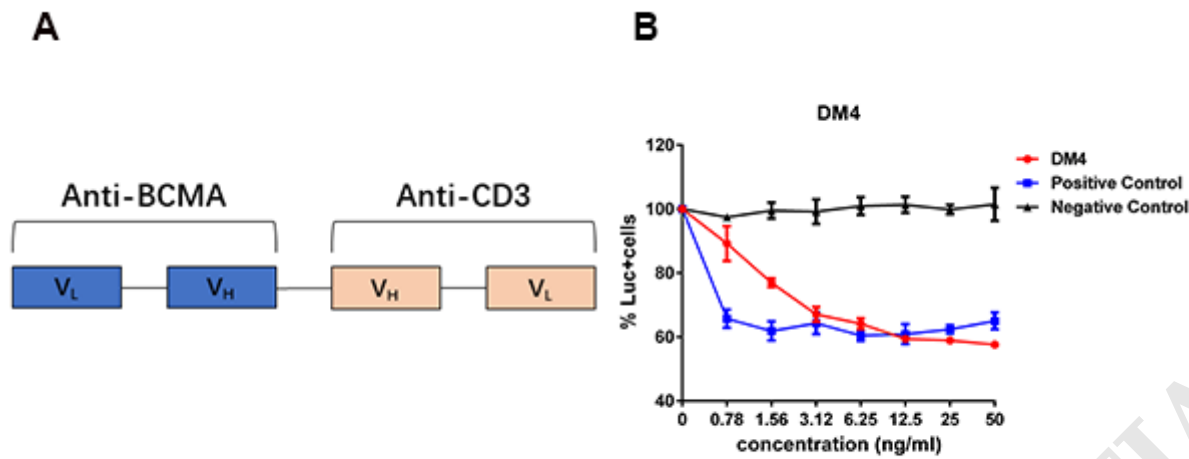 A
Anti-BCMA
Anti-CD3
VL
VH
VH
VL
B
DM4
% Luc+cells
120
100
80
60
40
0 0.78 1.56 3.12 6.25 12.5 25 50
concentration (ng/ml)
DM4
Positive Control
Negative Control